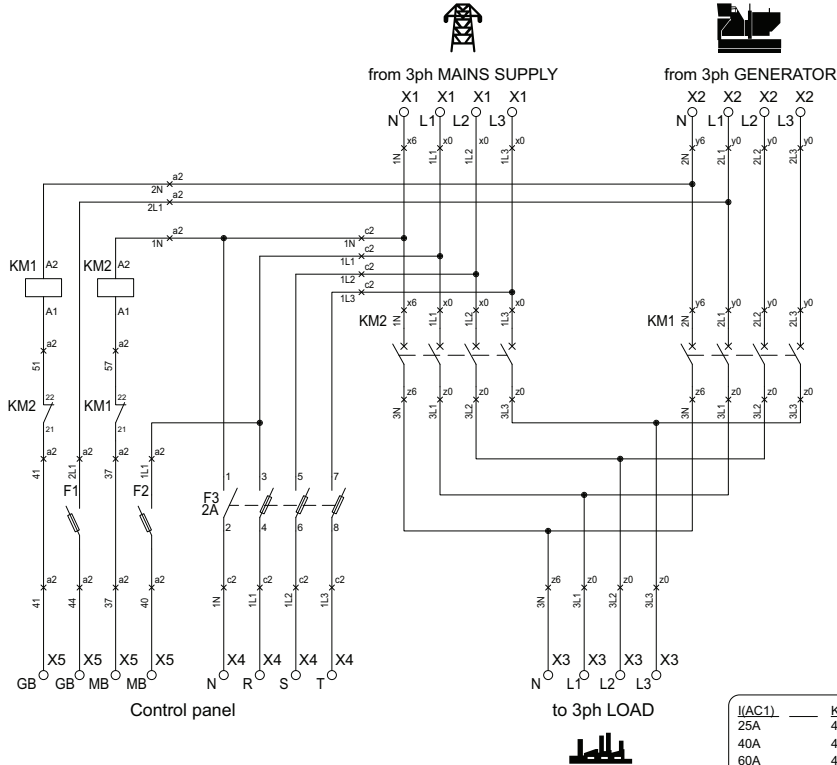 from 3ph MAINS SUPPLY
from 3ph GENERATOR
X1 X1 X1 X1
N L1 L2 L3
X2 X2 X2 X2
N L1 L2 L3
x6 x0 x0 x0
1N 1L1 1L2 1L3
y6 y0 y0 y0
2N 2L1 2L2 2L3
a2
2N
a2
2L1
a2
1N
c2
1N
c2
1L1
c2
1L2
c2
1L3
KM1 A2
A1
KM2 A2
A1
KM2
x6 x0 x0 x0
1N 1L1 1L2 1L3
KM1
y6 y0 y0 y0
2N 2L1 2L2 2L3
a2 a2
51 57
z6 z0 z0 z0
3N 3L1 3L2 3L3
z6 z0 z0 z0
3N 3L1 3L2 3L3
KM2 22
21
KM1 22
21
a2 a2 a2 a2
41 2L1 37 1L1
F1 F2
F3
2A
1 3 5 7
2 4 6 8
a2 a2 a2 a2
41 44 37 40
c2 c2 c2 c2
1N 1L1 1L2 1L3
z6 z0 z0 z0
3N 3L1 3L2 3L3
X5 X5 X5 X5
GB GB MB MB
X4 X4 X4 X4
N R S T
X3 X3 X3 X3
N L1 L2 L3
Control panel
to 3ph LOAD
I(AC1) K
25A 4
40A 4
60A 4